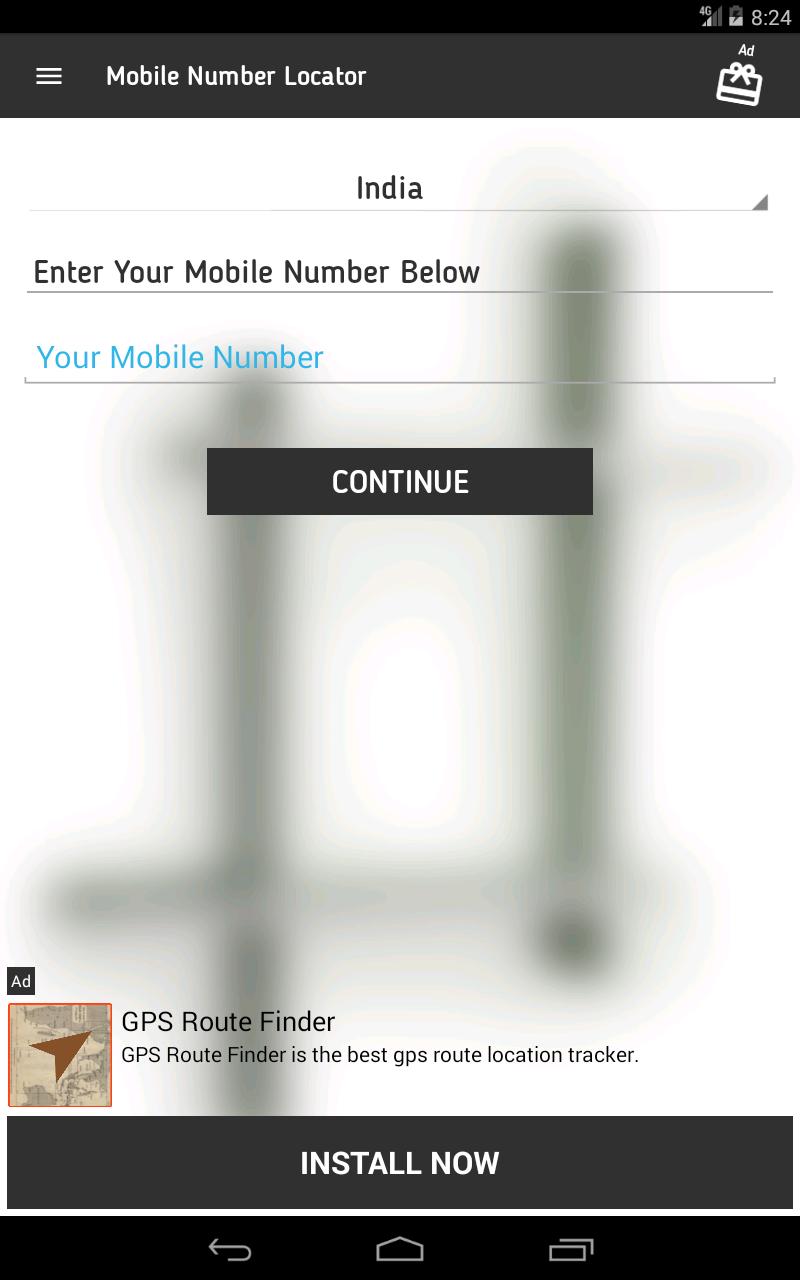 4G 8:24
Ad
Mobile Number Locator
India
Enter Your Mobile Number Below
Your Mobile Number
CONTINUE
Ad
GPS Route Finder
GPS Route Finder is the best gps route location tracker.
INSTALL NOW